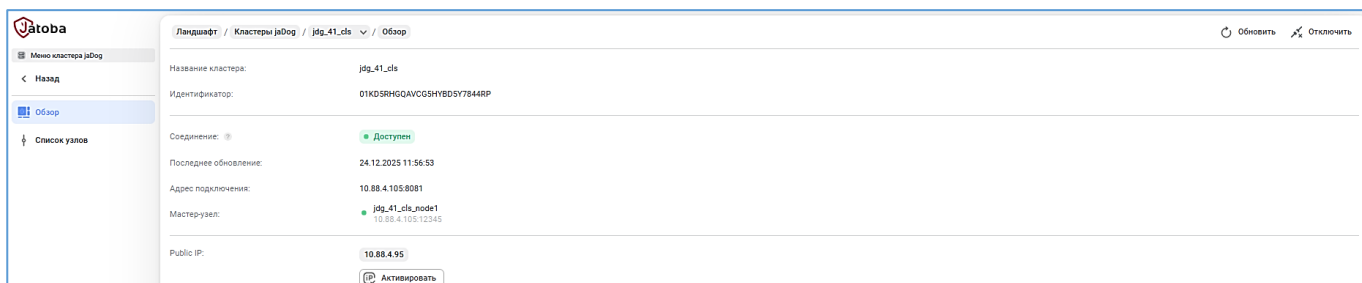 Jatoba
Меню кластера jaDog
Назад
Обзор
Список узлов
Ландшафт / Кластеры jaDog / jdg_41_cls / Обзор
Обновить Отключить
Название кластера: jdg_41_cls
Идентификатор: 01KD5RHGQAVCG5HYBD5Y7844RP
Соединение: ? Доступен
Последнее обновление: 24.12.2025 11:56:53
Адрес подключения: 10.88.4.105:8081
Мастер-узел: jdg_41_cls_node1
10.88.4.105:12345
Public IP: 10.88.4.95
IP Активировать